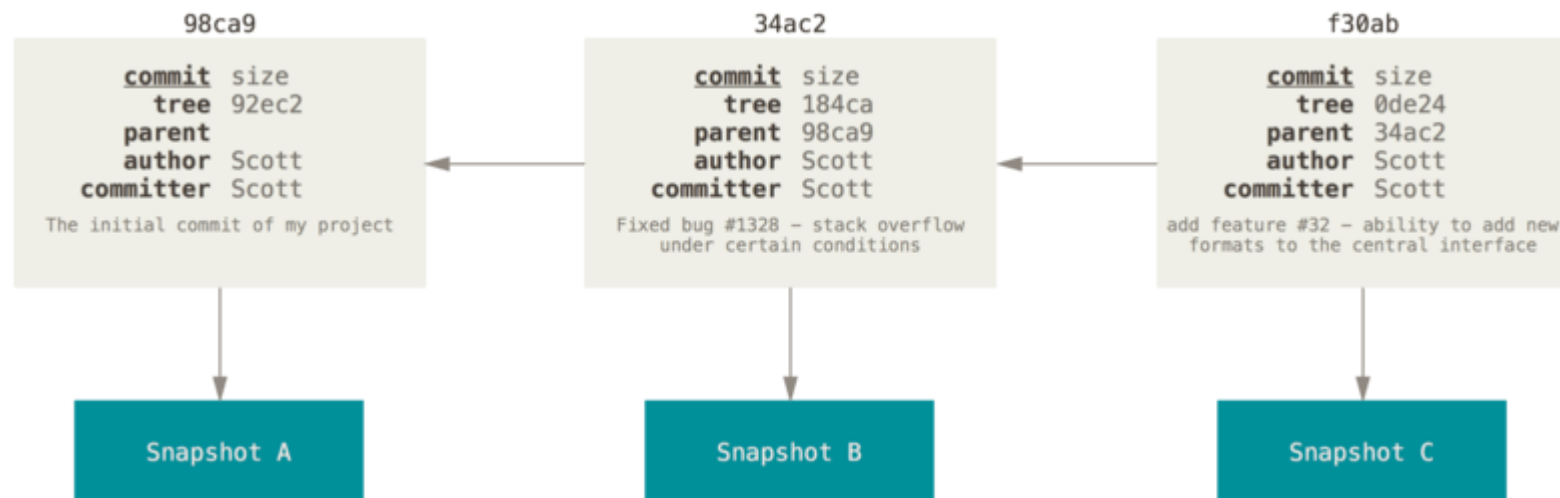 98ca9
commit size
tree 92ec2
parent
author Scott
committer Scott
The initial commit of my project
Snapshot A
34ac2
commit size
tree 184ca
parent 98ca9
author Scott
committer Scott
Fixed bug #1328 – stack overflow
under certain conditions
Snapshot B
f30ab
commit size
tree 0de24
parent 34ac2
author Scott
committer Scott
add feature #32 – ability to add new
formats to the central interface
Snapshot C